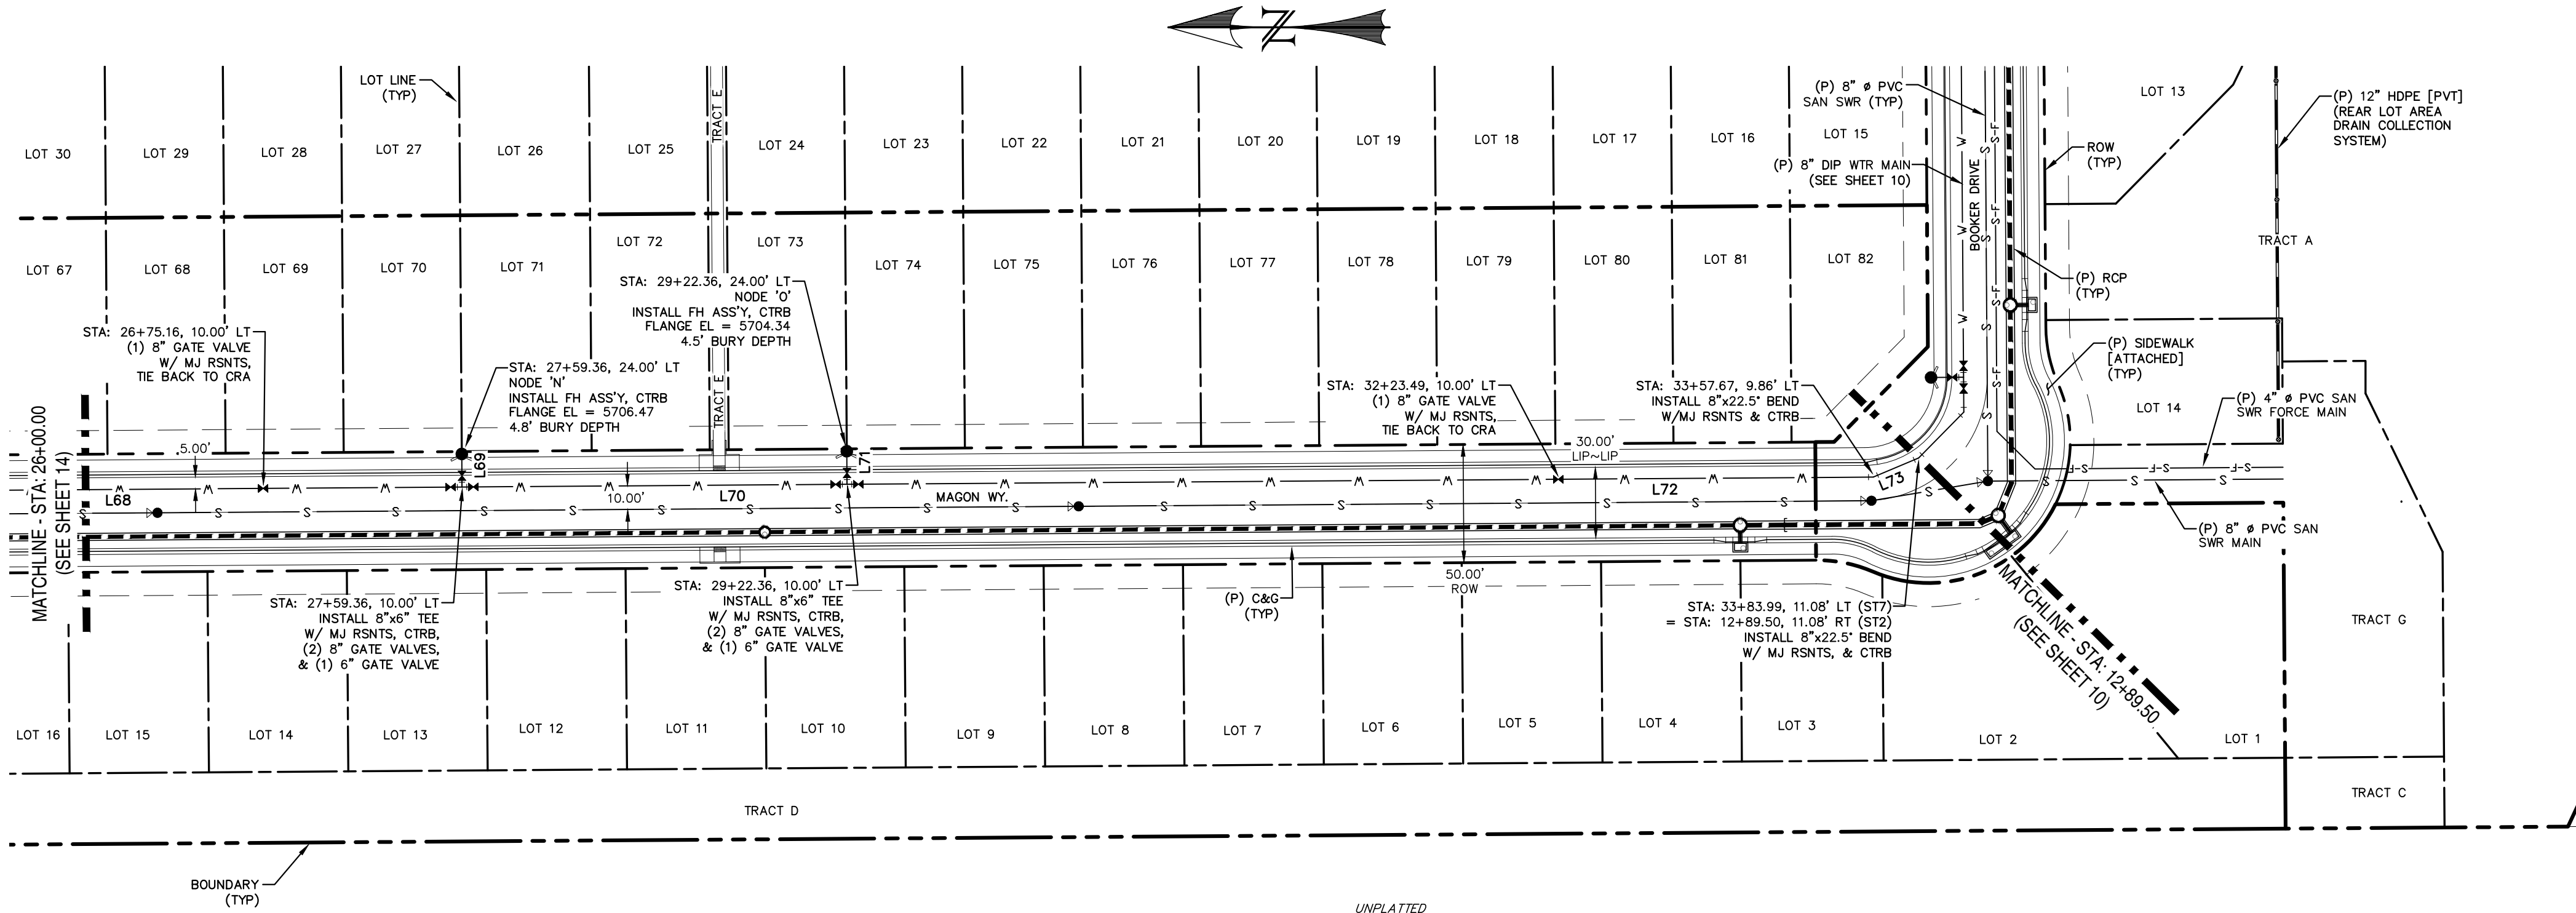 N
LOT LINE
(TYP)
TRACT E
(P) 8" ø PVC
SAN SWR (TYP)
LOT 13
(P) 12" HDPE [PVT]
(REAR LOT AREA
DRAIN COLLECTION
SYSTEM)
LOT 30
LOT 29
LOT 28
LOT 27
LOT 26
LOT 25
LOT 24
LOT 23
LOT 22
LOT 21
LOT 20
LOT 19
LOT 18
LOT 17
LOT 16
LOT 15
ROW
(TYP)
(P) 8" DIP WTR MAIN
(SEE SHEET 10)
BOOKER DRIVE
W
W
W
S
S
S
S
S-F
S-F
S-F
S-F
TRACT A
LOT 67
LOT 68
LOT 69
LOT 70
LOT 71
LOT 72
LOT 73
LOT 74
LOT 75
LOT 76
LOT 77
LOT 78
LOT 79
LOT 80
LOT 81
LOT 82
(P) RCP
(TYP)
STA: 26+75.16, 10.00' LT
(1) 8" GATE VALVE
W/ MJ RSNTS,
TIE BACK TO CRA
STA: 27+59.36, 24.00' LT
NODE 'N'
INSTALL FH ASS'Y, CTRB
FLANGE EL = 5706.47
4.8' BURY DEPTH
STA: 29+22.36, 24.00' LT
NODE 'O'
INSTALL FH ASS'Y, CTRB
FLANGE EL = 5704.34
4.5' BURY DEPTH
TRACT E
STA: 32+23.49, 10.00' LT
(1) 8" GATE VALVE
W/ MJ RSNTS,
TIE BACK TO CRA
STA: 33+57.67, 9.86' LT
INSTALL 8"x22.5° BEND
W/MJ RSNTS & CTRB
(P) SIDEWALK
[ATTACHED]
(TYP)
LOT 14
(P) 4" ø PVC SAN
SWR FORCE MAIN
MATCHLINE - STA: 26+00.00
(SEE SHEET 14)
5.00'
L68
L69
10.00'
L70
L71
MAGON WY.
30.00'
LIP~LIP
L72
L73
S-F
S-F
S-F
(P) 8" ø PVC SAN
SWR MAIN
STA: 27+59.36, 10.00' LT
INSTALL 8"x6" TEE
W/ MJ RSNTS, CTRB,
(2) 8" GATE VALVES,
& (1) 6" GATE VALVE
STA: 29+22.36, 10.00' LT
INSTALL 8"x6" TEE
W/ MJ RSNTS, CTRB,
(2) 8" GATE VALVES,
& (1) 6" GATE VALVE
(P) C&G
(TYP)
50.00'
ROW
STA: 33+83.99, 11.08' LT (ST7)
= STA: 12+89.50, 11.08' RT (ST2)
INSTALL 8"x22.5° BEND
W/ MJ RSNTS, & CTRB
MATCHLINE - STA: 12+89.50
(SEE SHEET 10)
TRACT G
LOT 16
LOT 15
LOT 14
LOT 13
LOT 12
LOT 11
LOT 10
LOT 9
LOT 8
LOT 7
LOT 6
LOT 5
LOT 4
LOT 3
LOT 2
LOT 1
TRACT D
TRACT C
BOUNDARY
(TYP)
UNPLATTED